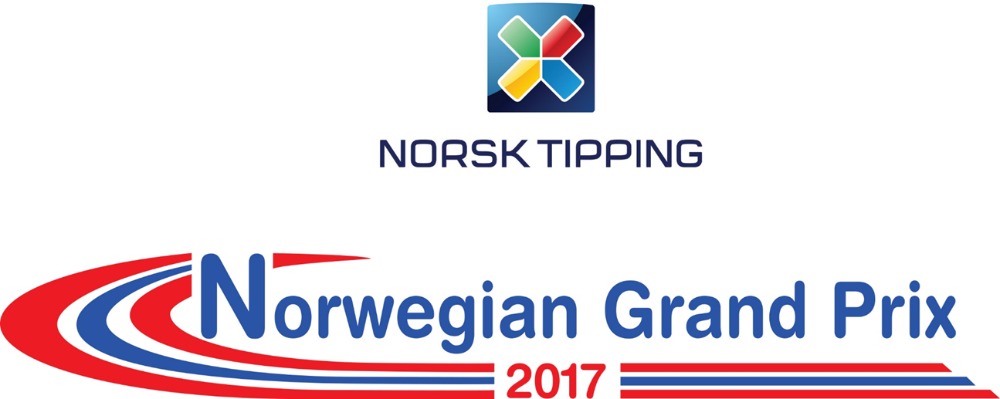 NORSK TIPPING
Norwegian Grand Prix
2017